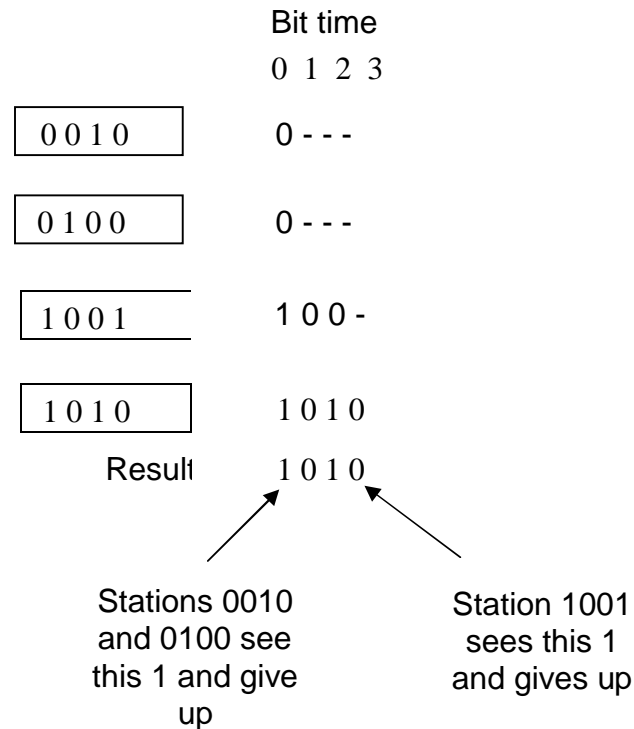 Bit time
0 1 2 3
0 0 1 0 0 - - -
0 1 0 0 0 - - -
1 0 0 1 1 0 0 -
1 0 1 0 1 0 1 0
Result 1 0 1 0
Stations 0010
and 0100 see
this 1 and give
up
Station 1001
sees this 1
and gives up